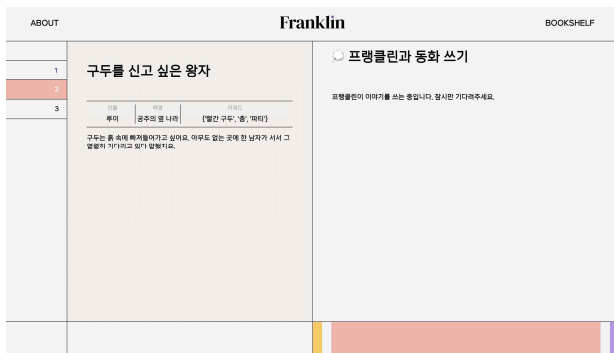 ABOUT
Franklin
BOOKSHELF
1
2
3
구두를 신고 싶은 왕자
인물 배경 키워드
루이 공주의 옆 나라 {'빨간 구두', '춤', '파티'}
구두는 흙 속에 빠져들어가고 싶어요. 아무도 없는 곳에 한 남자가 서서 그
열렬히 기다리고 있다 말했지요.
프랭클린과 동화 쓰기
프랭클린이 이야기를 쓰는 중입니다. 잠시만 기다려주세요.